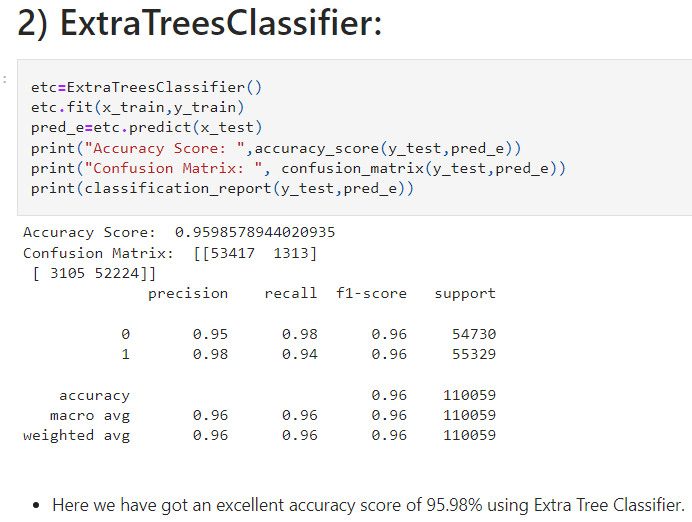 2) ExtraTreesClassifier:
:
etc=ExtraTreesClassifier()
etc.fit(x_train,y_train)
pred_e=etc.predict(x_test)
print("Accuracy Score: ",accuracy_score(y_test,pred_e))
print("Confusion Matrix: ", confusion_matrix(y_test,pred_e))
print(classification_report(y_test,pred_e))
Accuracy Score:  0.9598578944020935
Confusion Matrix:  [[53417  1313]
 [ 3105 52224]]
              precision    recall  f1-score   support
           0       0.95      0.98      0.96     54730
           1       0.98      0.94      0.96     55329
    accuracy                           0.96    110059
   macro avg       0.96      0.96      0.96    110059
weighted avg       0.96      0.96      0.96    110059
• Here we have got an excellent accuracy score of 95.98% using Extra Tree Classifier.